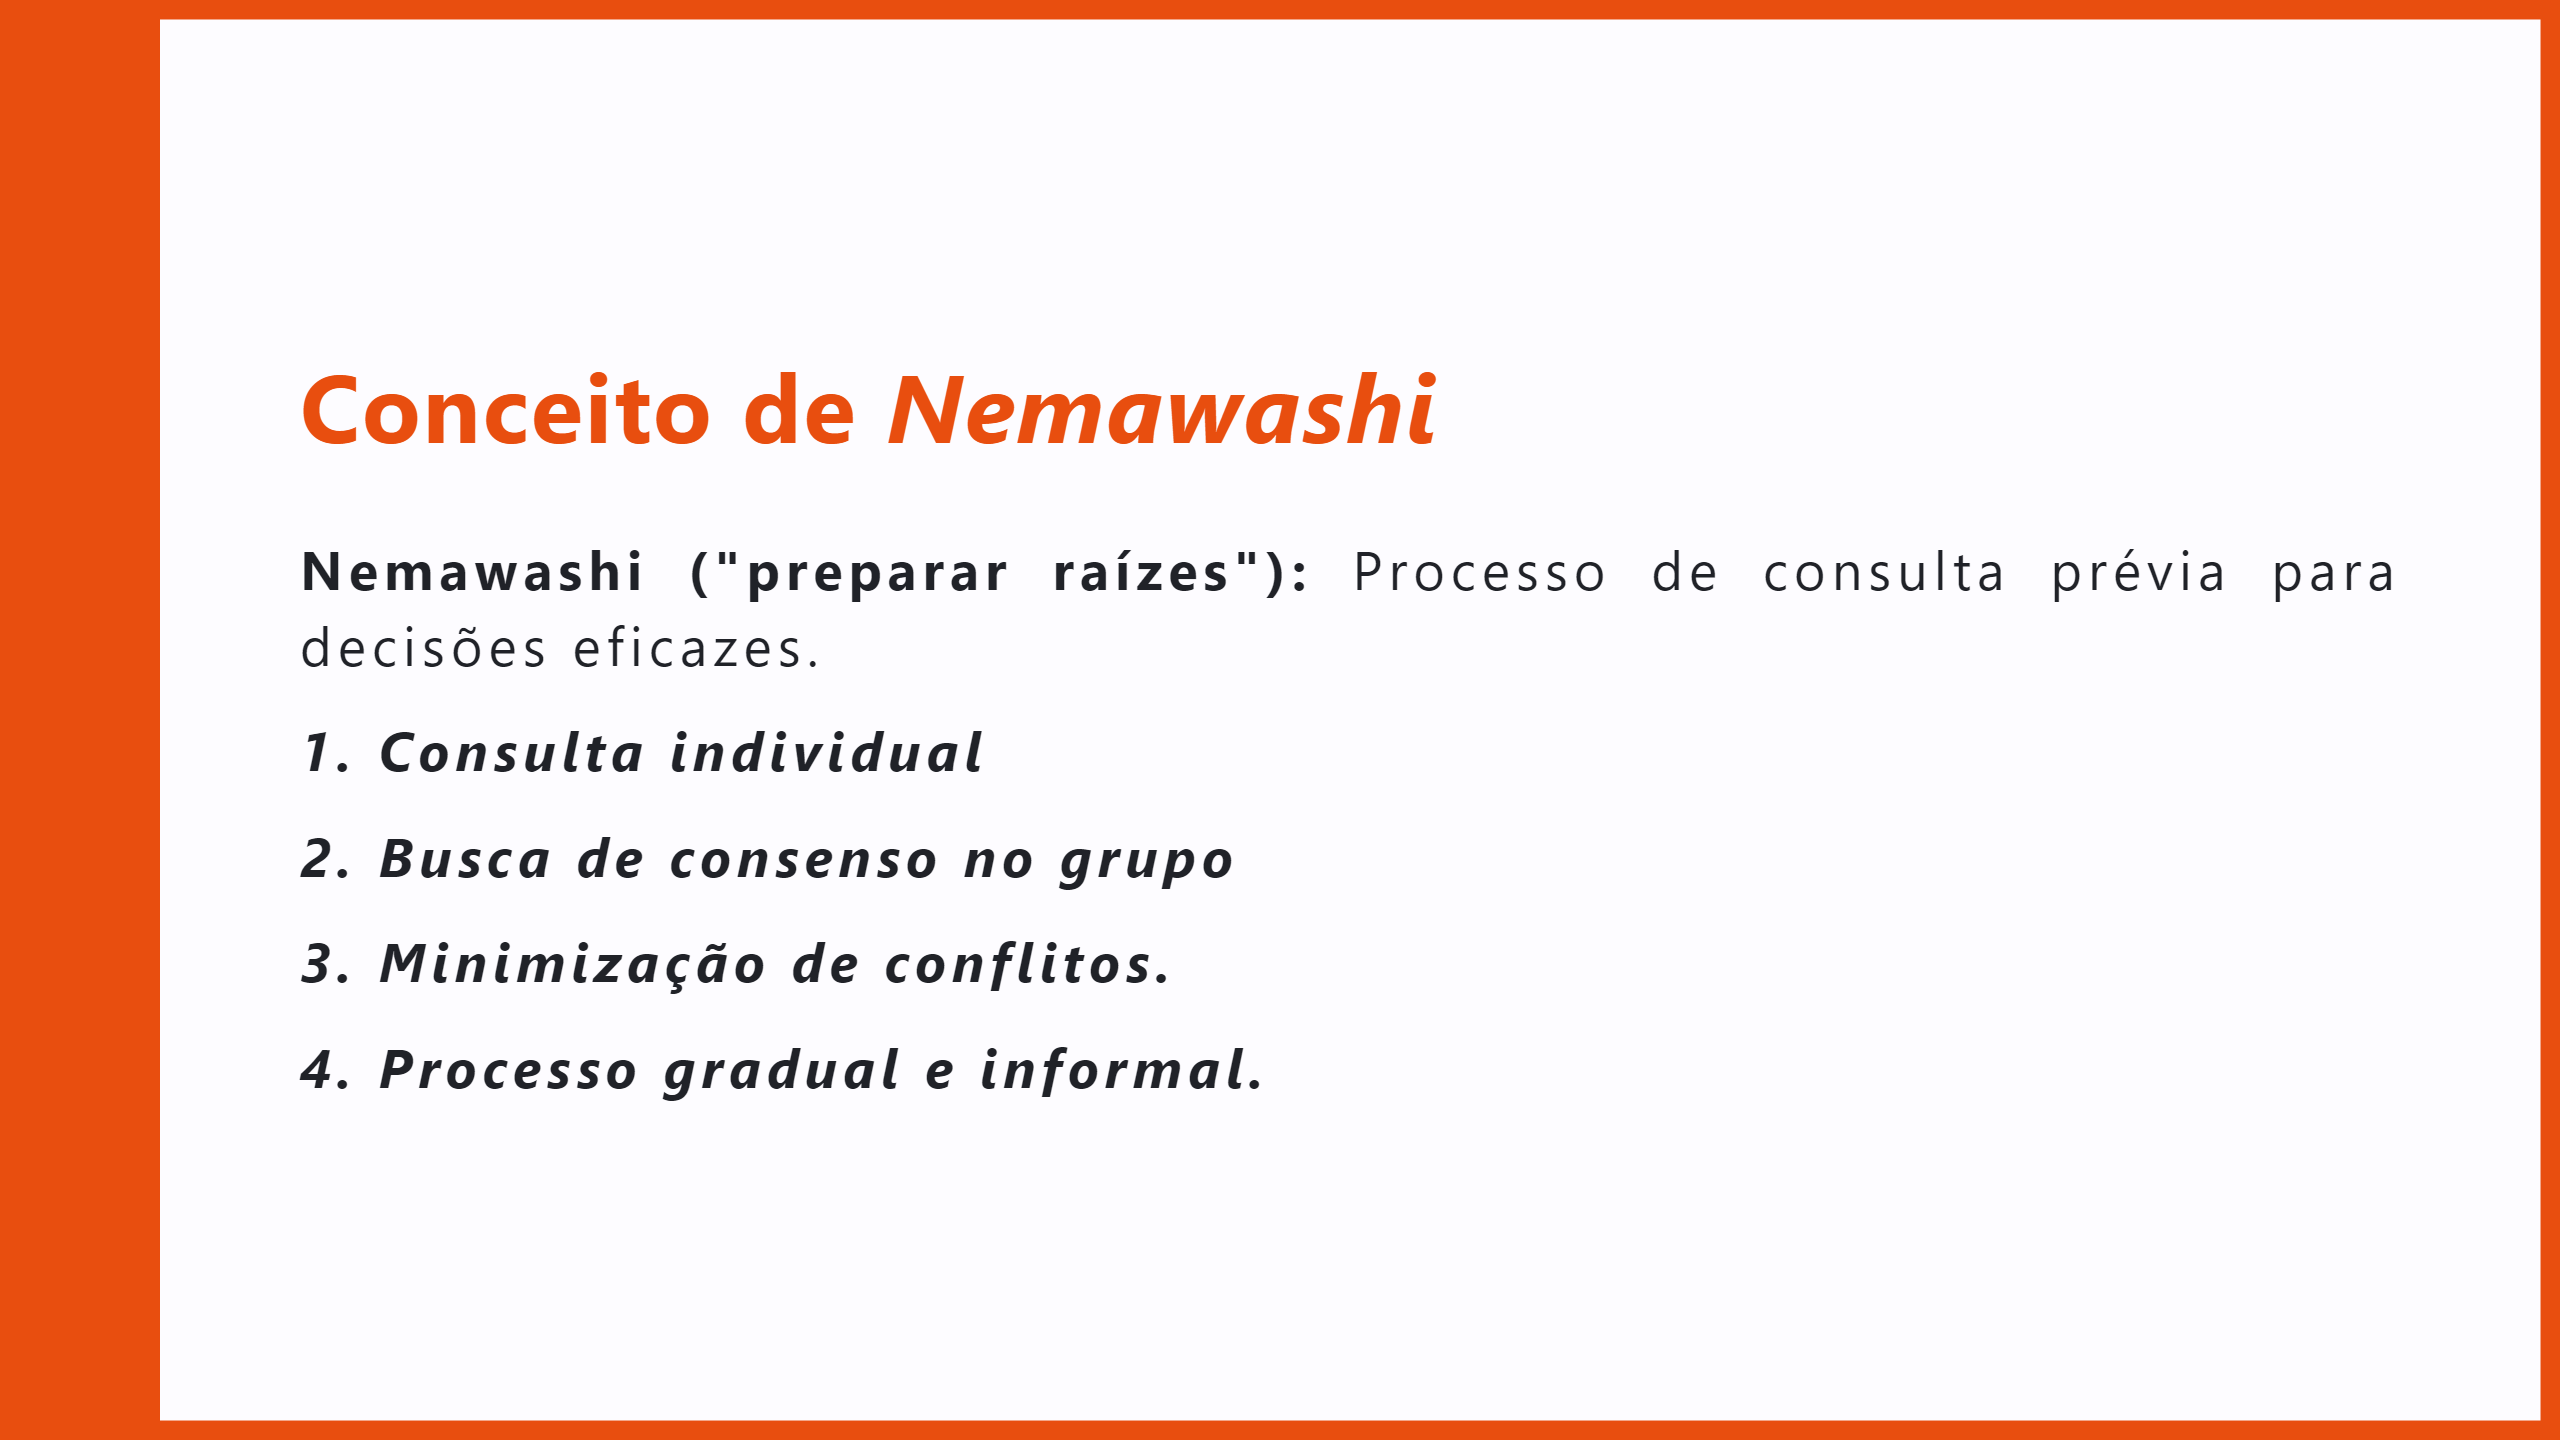 Conceito de Nemawashi
Nemawashi ("preparar raízes"): Processo de consulta prévia para
decisões eficazes.
1. Consulta individual
2. Busca de consenso no grupo
3. Minimização de conflitos.
4. Processo gradual e informal.